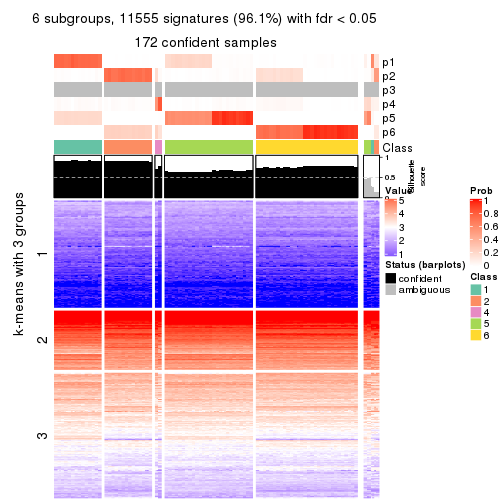 6 subgroups, 11555 signatures (96.1%) with fdr < 0.05
172 confident samples
p1
p2
p3
p4
p5
p6
Class
1
0.5
0
Silhouette
score
k-means with 3 groups
1
2
3
Value
5
4
3
2
1
Status (barplots)
confident
ambiguous
Prob
1
0.8
0.6
0.4
0.2
0
Class
1
2
4
5
6